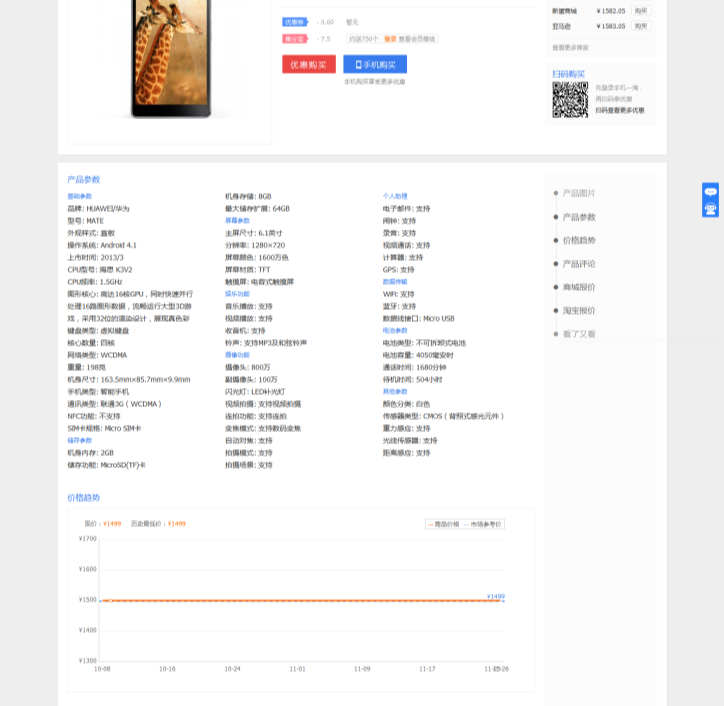 优惠券 - 0.00 暂无
集分宝 - 7.5 约返750个 登录 查看会员等级
优惠购买 手机购买
手机购买享受更多优惠
新蛋商城 ¥ 1582.05 购买
亚马逊 ¥ 1583.05 购买
查看更多商家
扫码购买
先登录手机一淘,
再扫码享优惠
扫码查看更多优惠
产品参数
基础参数
品牌: HUAWEI/华为
型号: MATE
外观样式: 直板
操作系统: Android 4.1
上市时间: 2013/3
CPU型号: 海思 K3V2
CPU频率: 1.5GHz
图形核心: 高达16核GPU，同时快速并行
处理16路图形数据，流畅运行大型3D游
戏，采用32位的渲染设计，展现真色彩
键盘类型: 虚拟键盘
核心数量: 四核
网络类型: WCDMA
重量: 198克
机身尺寸: 163.5mm×85.7mm×9.9mm
手机类型: 智能手机
通讯类型: 联通3G（WCDMA）
NFC功能: 不支持
SIM卡规格: Micro SIM卡
储存参数
机身内存: 2GB
储存功能: MicroSD(TF)卡
机身存储: 8GB
最大储存扩展: 64GB
屏幕参数
主屏尺寸: 6.1英寸
分辨率: 1280×720
屏幕颜色: 1600万色
屏幕材质: TFT
触摸屏: 电容式触摸屏
娱乐功能
音乐播放: 支持
视频播放: 支持
收音机: 支持
铃声: 支持MP3及和弦铃声
摄像功能
摄像头: 800万
副摄像头: 100万
闪光灯: LED补光灯
视频拍摄: 支持视频拍摄
连拍功能: 支持连拍
变焦模式: 支持数码变焦
自动对焦: 支持
拍摄模式: 支持
拍摄场景: 支持
个人助理
电子邮件: 支持
闹钟: 支持
录音: 支持
视频通话: 支持
计算器: 支持
GPS: 支持
数据传输
WiFi: 支持
蓝牙: 支持
数据线接口: Micro USB
电池参数
电池类型: 不可拆卸式电池
电池容量: 4050毫安时
通话时间: 1680分钟
待机时间: 504小时
其他参数
颜色分类: 白色
传感器类型: CMOS（背照式感光元件）
重力感应: 支持
光线传感器: 支持
距离感应: 支持
产品图片
产品参数
价格趋势
产品评论
商城报价
淘宝报价
看了又看
价格趋势
现价：¥1499 历史最低价：¥1499
商品价格 市场参考价
¥1700
¥1600
¥1500
¥1400
¥1300
¥1499
10-08 10-16 10-24 11-01 11-09 11-17